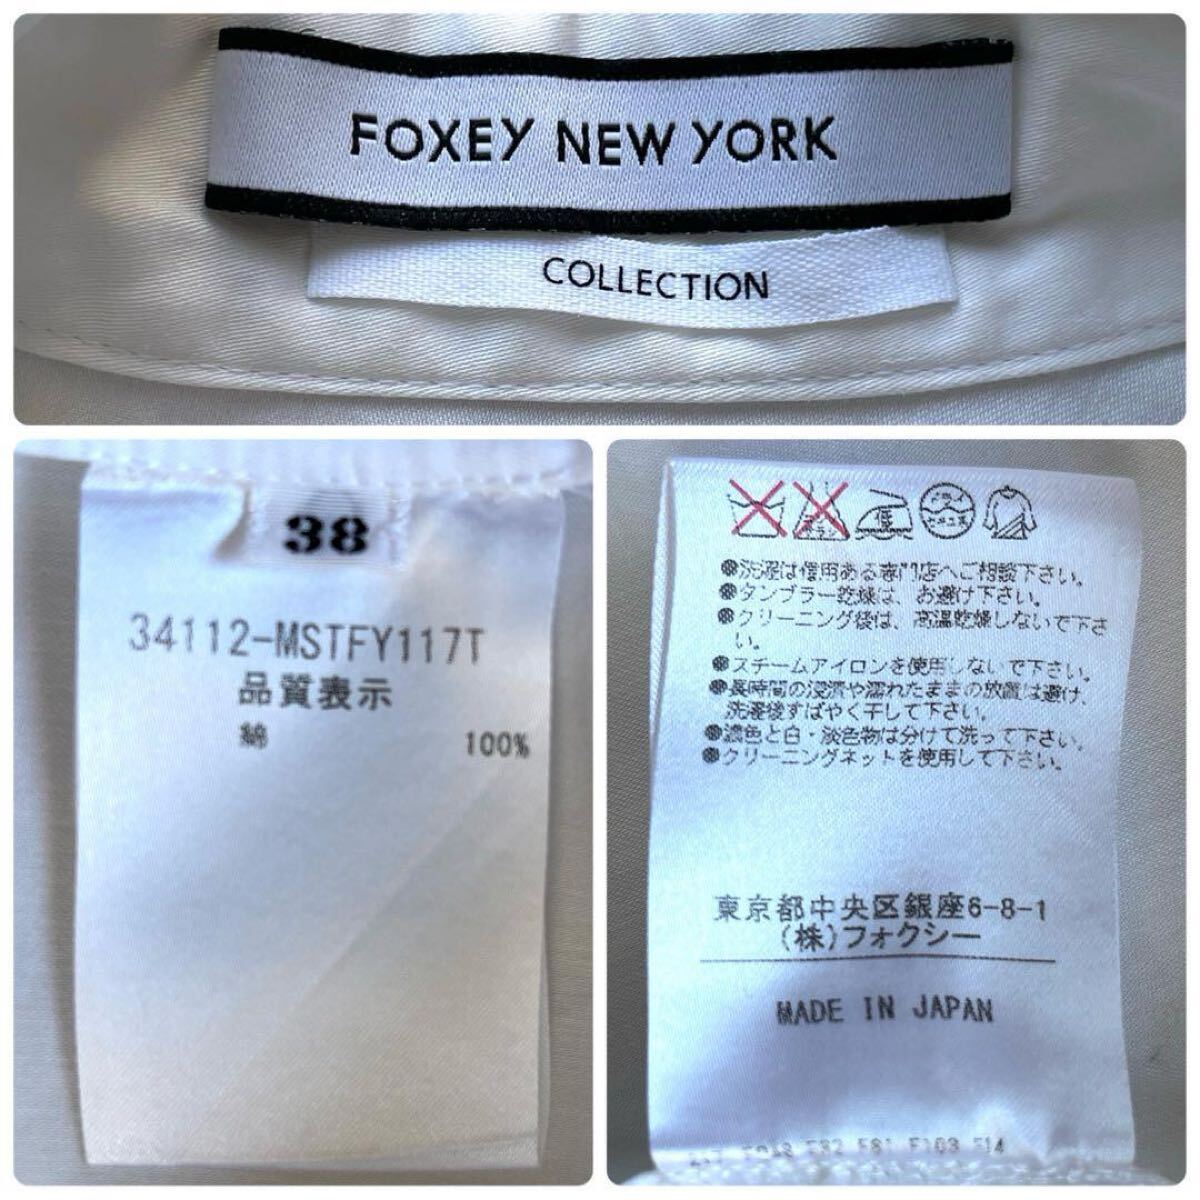 FOXEY NEW YORK
COLLECTION
38
34112-MSTFY117T
品質表示
綿 100%
低
ドライ
●洗濯は信用ある専門店へご相談下さい。
●タンブラー乾燥は、お避け下さい。
●クリーニング後は、高温乾燥しないで下さ
い。
●スチームアイロンを使用しないで下さい。
●長時間の浸漬や濡れたままの放置は避け、
洗濯後すばやく干して下さい。
●濃色と白・淡色物は分けて洗って下さい。
●クリーニングネットを使用して下さい。
東京都中央区銀座6-8-1
(株)フォクシー
MADE IN JAPAN
F82 F81 F103 F14